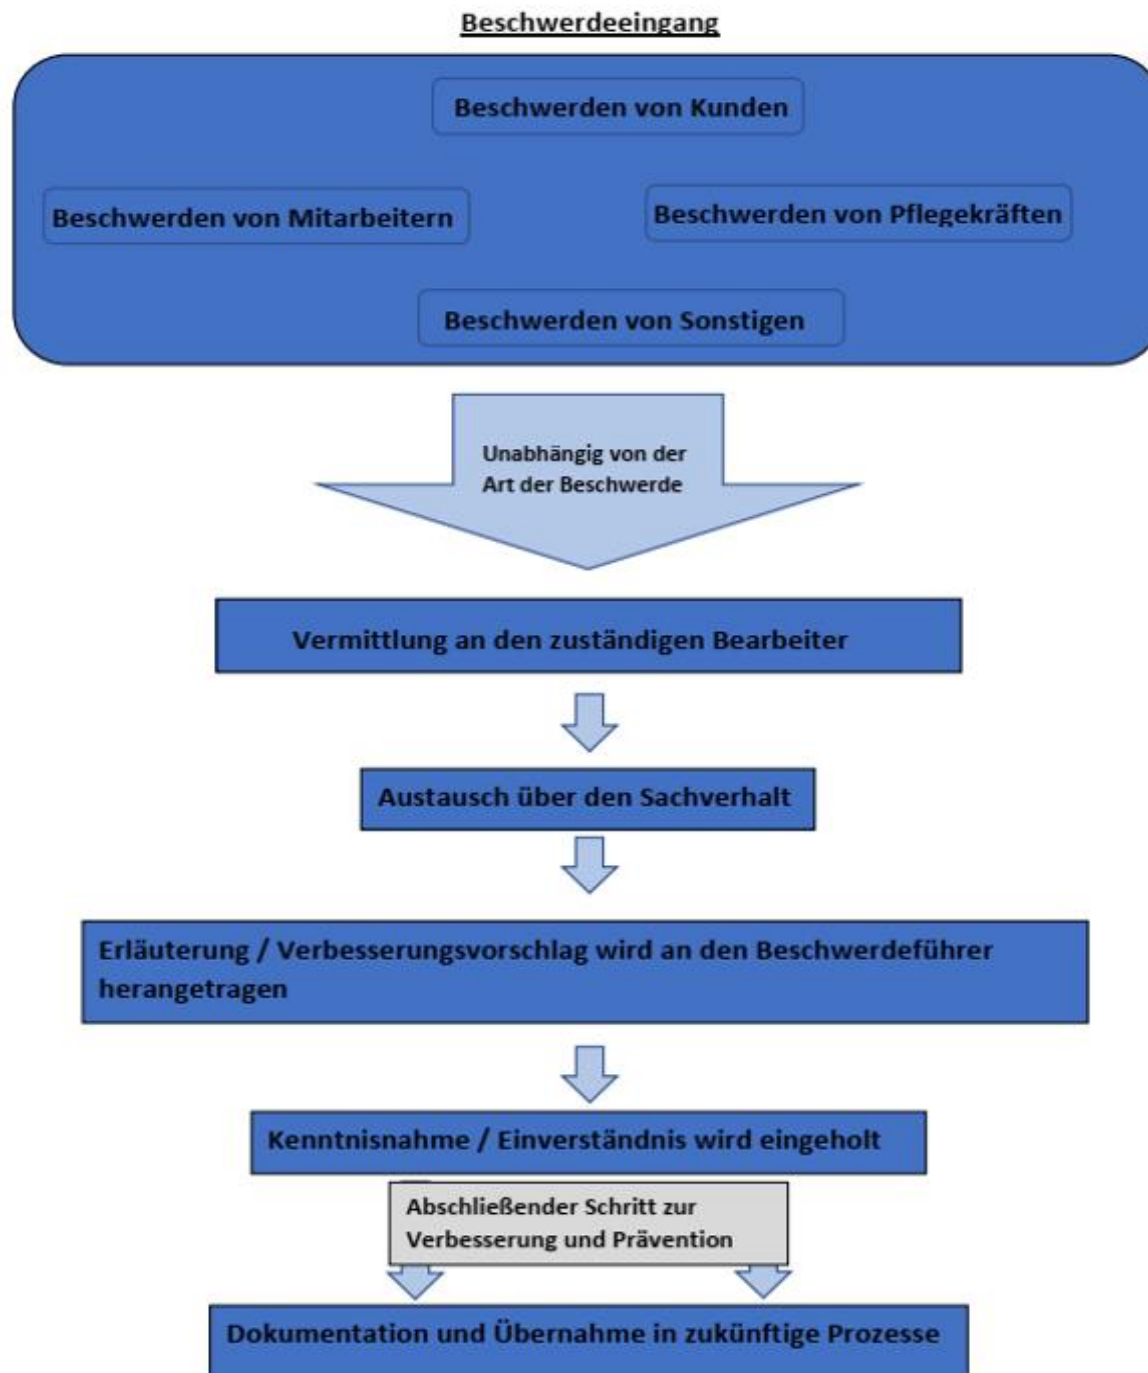 Beschwerdeeingang
Beschwerden von Kunden
Beschwerden von Mitarbeitern
Beschwerden von Pflegekräften
Beschwerden von Sonstigen
Unabhängig von der
Art der Beschwerde
Vermittlung an den zuständigen Bearbeiter
Austausch über den Sachverhalt
Erläuterung / Verbesserungsvorschlag wird an den Beschwerdeführer
herangetragen
Kenntnisnahme / Einverständnis wird eingeholt
Abschließender Schritt zur
Verbesserung und Prävention
Dokumentation und Übernahme in zukünftige Prozesse